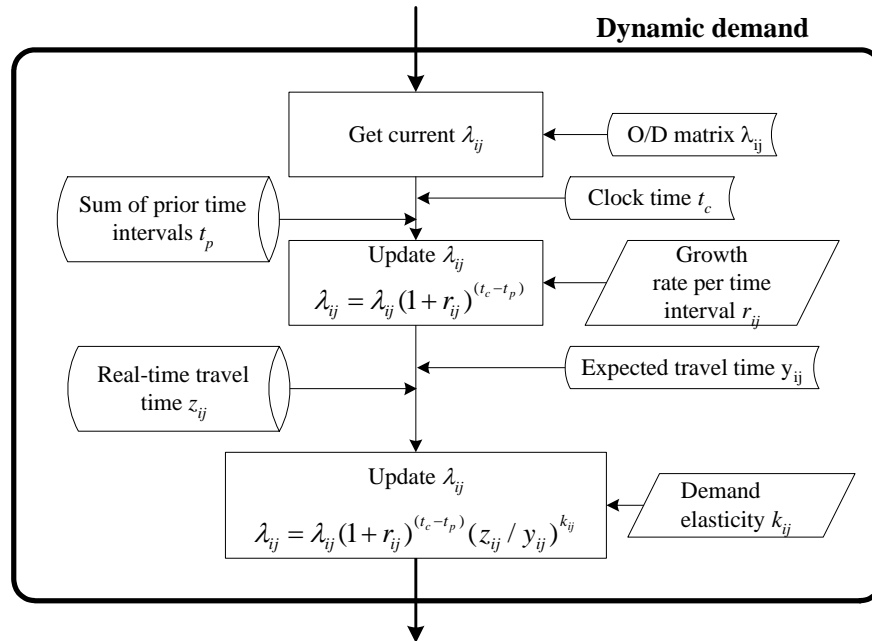 Dynamic demand
Get current λij
O/D matrix λij
Clock time tc
Sum of prior time
intervals tp
Update λij
λij = λij (1 + rij)^(tc − tp)
Growth
rate per time
interval rij
Real-time travel
time zij
Expected travel time yij
Update λij
λij = λij (1 + rij)^(tc − tp) (zij / yij)^kij
Demand
elasticity kij